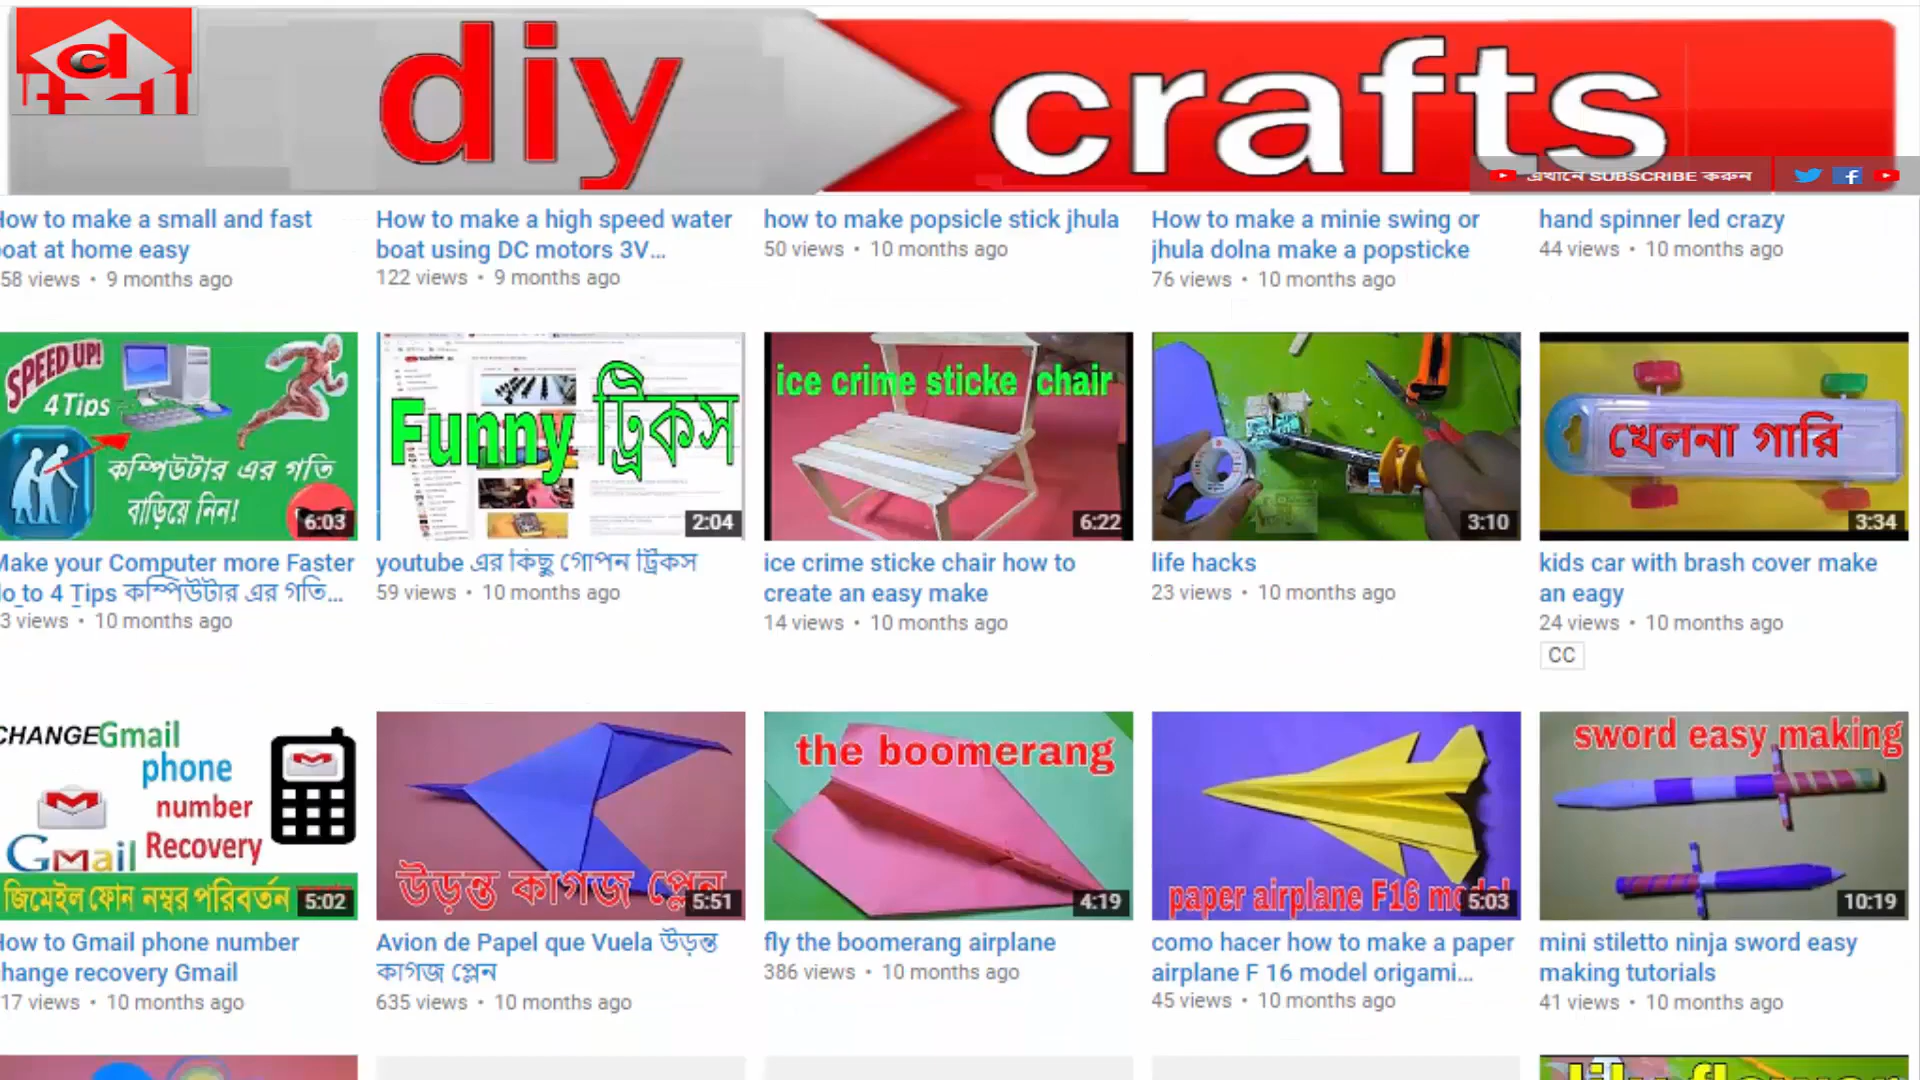 diy crafts
এখানে SUBSCRIBE করুন
How to make a small and fast
boat at home easy
58 views • 9 months ago
How to make a high speed water
boat using DC motors 3V...
122 views • 9 months ago
how to make popsicle stick jhula
50 views • 10 months ago
How to make a minie swing or
jhula dolna make a popsticke
76 views • 10 months ago
hand spinner led crazy
44 views • 10 months ago
SPEED UP!
4 Tips
কম্পিউটার এর গতি
বাড়িয়ে নিন!
6:03
Funny ট্রিকস
2:04
ice crime sticke chair
6:22
3:10
খেলনা গারি
3:34
Make your Computer more Faster
do to 4 Tips কম্পিউটার এর গতি...
3 views • 10 months ago
youtube এর কিছু গোপন ট্রিকস
59 views • 10 months ago
ice crime sticke chair how to
create an easy make
14 views • 10 months ago
life hacks
23 views • 10 months ago
kids car with brash cover make
an eagy
24 views • 10 months ago
CC
CHANGE Gmail
phone
number
Gmail Recovery
জিমেইল ফোন নম্বর পরিবর্তন
5:02
উড়ন্ত কাগজ প্লেন
5:51
the boomerang
4:19
paper airplane F16 model
5:03
sword easy making
10:19
How to Gmail phone number
change recovery Gmail
17 views • 10 months ago
Avion de Papel que Vuela উড়ন্ত
কাগজ প্লেন
635 views • 10 months ago
fly the boomerang airplane
386 views • 10 months ago
como hacer how to make a paper
airplane F 16 model origami...
45 views • 10 months ago
mini stiletto ninja sword easy
making tutorials
41 views • 10 months ago